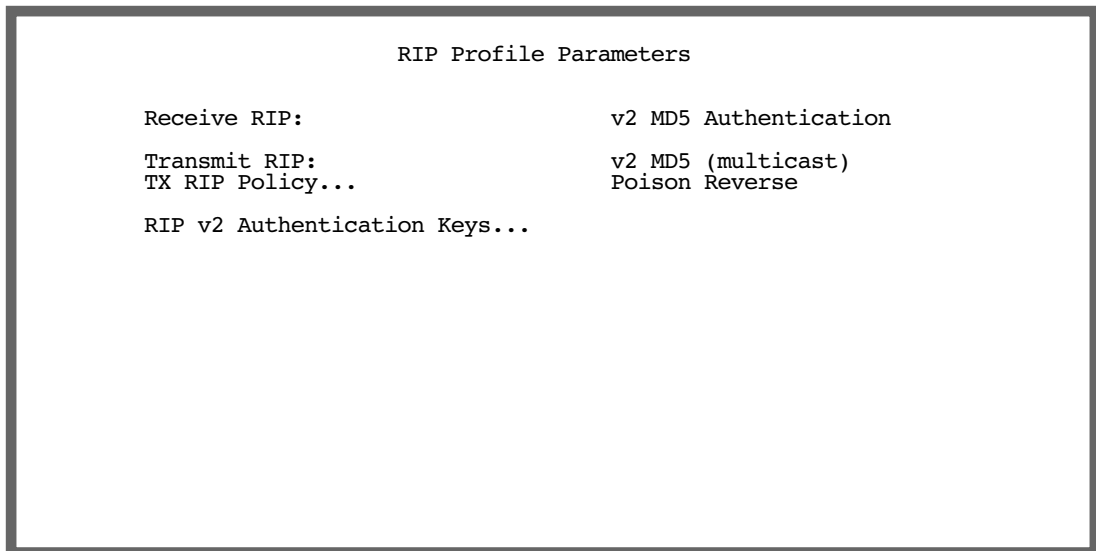 RIP Profile Parameters
Receive RIP: v2 MD5 Authentication
Transmit RIP: v2 MD5 (multicast)
TX RIP Policy... Poison Reverse
RIP v2 Authentication Keys...